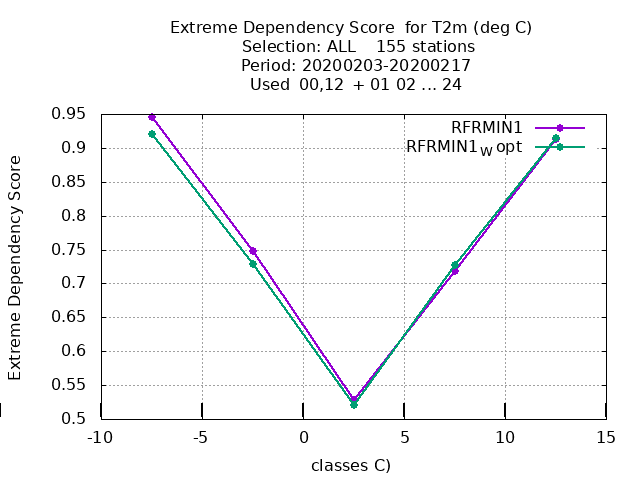 Extreme Dependency Score  for T2m (deg C)
Selection: ALL    155 stations
Period: 20200203-20200217
Used  00,12  + 01 02 ... 24
RFRMIN1
RFRMIN1W opt
Extreme Dependency Score
0.95
0.9
0.85
0.8
0.75
0.7
0.65
0.6
0.55
0.5
-10 -5 0 5 10 15
classes C)